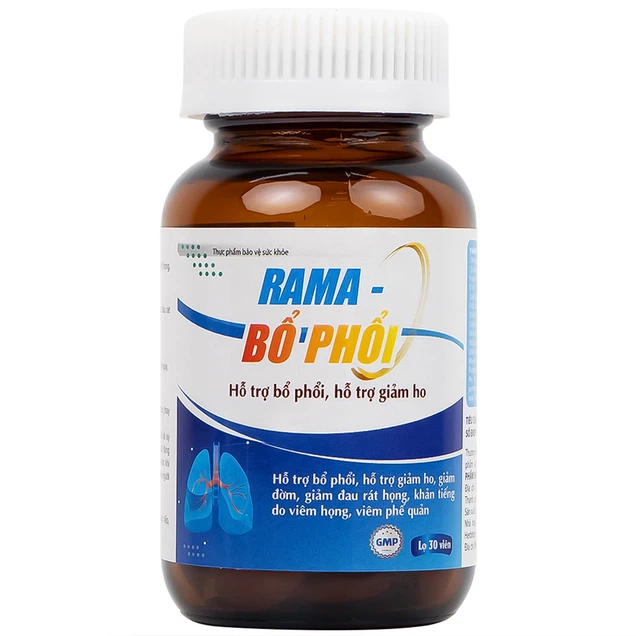 Thực phẩm bảo vệ sức khỏe
RAMA -
BỔ PHỔI
Hỗ trợ bổ phổi, hỗ trợ giảm ho
Hỗ trợ bổ phổi, hỗ trợ giảm ho, giảm
đờm, giảm đau rát họng, khản tiếng
do viêm họng, viêm phế quản
GMP
Lọ 30 viên